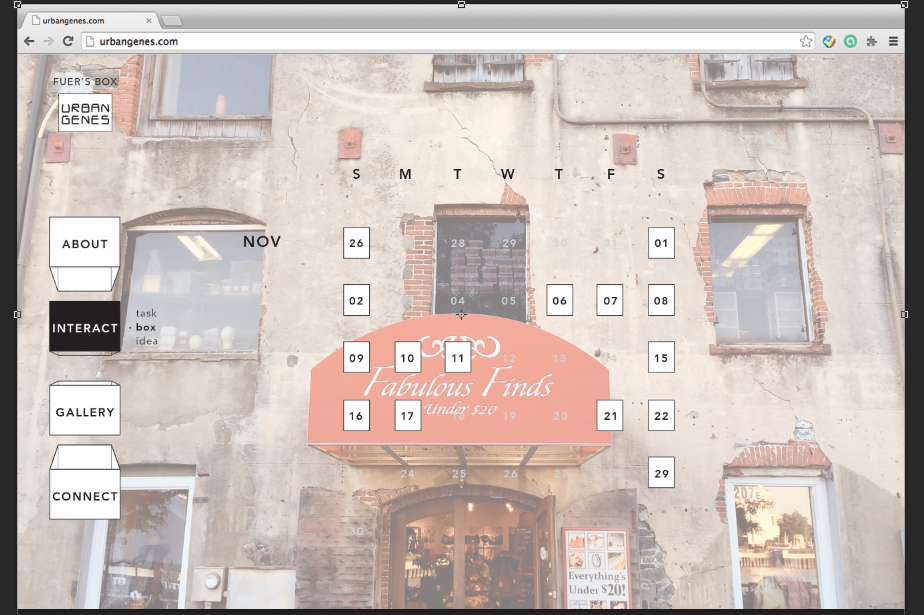 urbangenes.com
urbangenes.com
FUER'S BOX
URBAN
GENES
S M T W T F S
ABOUT
NOV
26 28 29 30 31 01
INTERACT
task
· box
idea
02 04 05 06 07 08
09 10 11 12 13 15
Fabulous Finds
Under $20
GALLERY
16 17 18 19 20 21 22
24 25 26 27 29
CONNECT
207E
30
Everything's
Under $20!